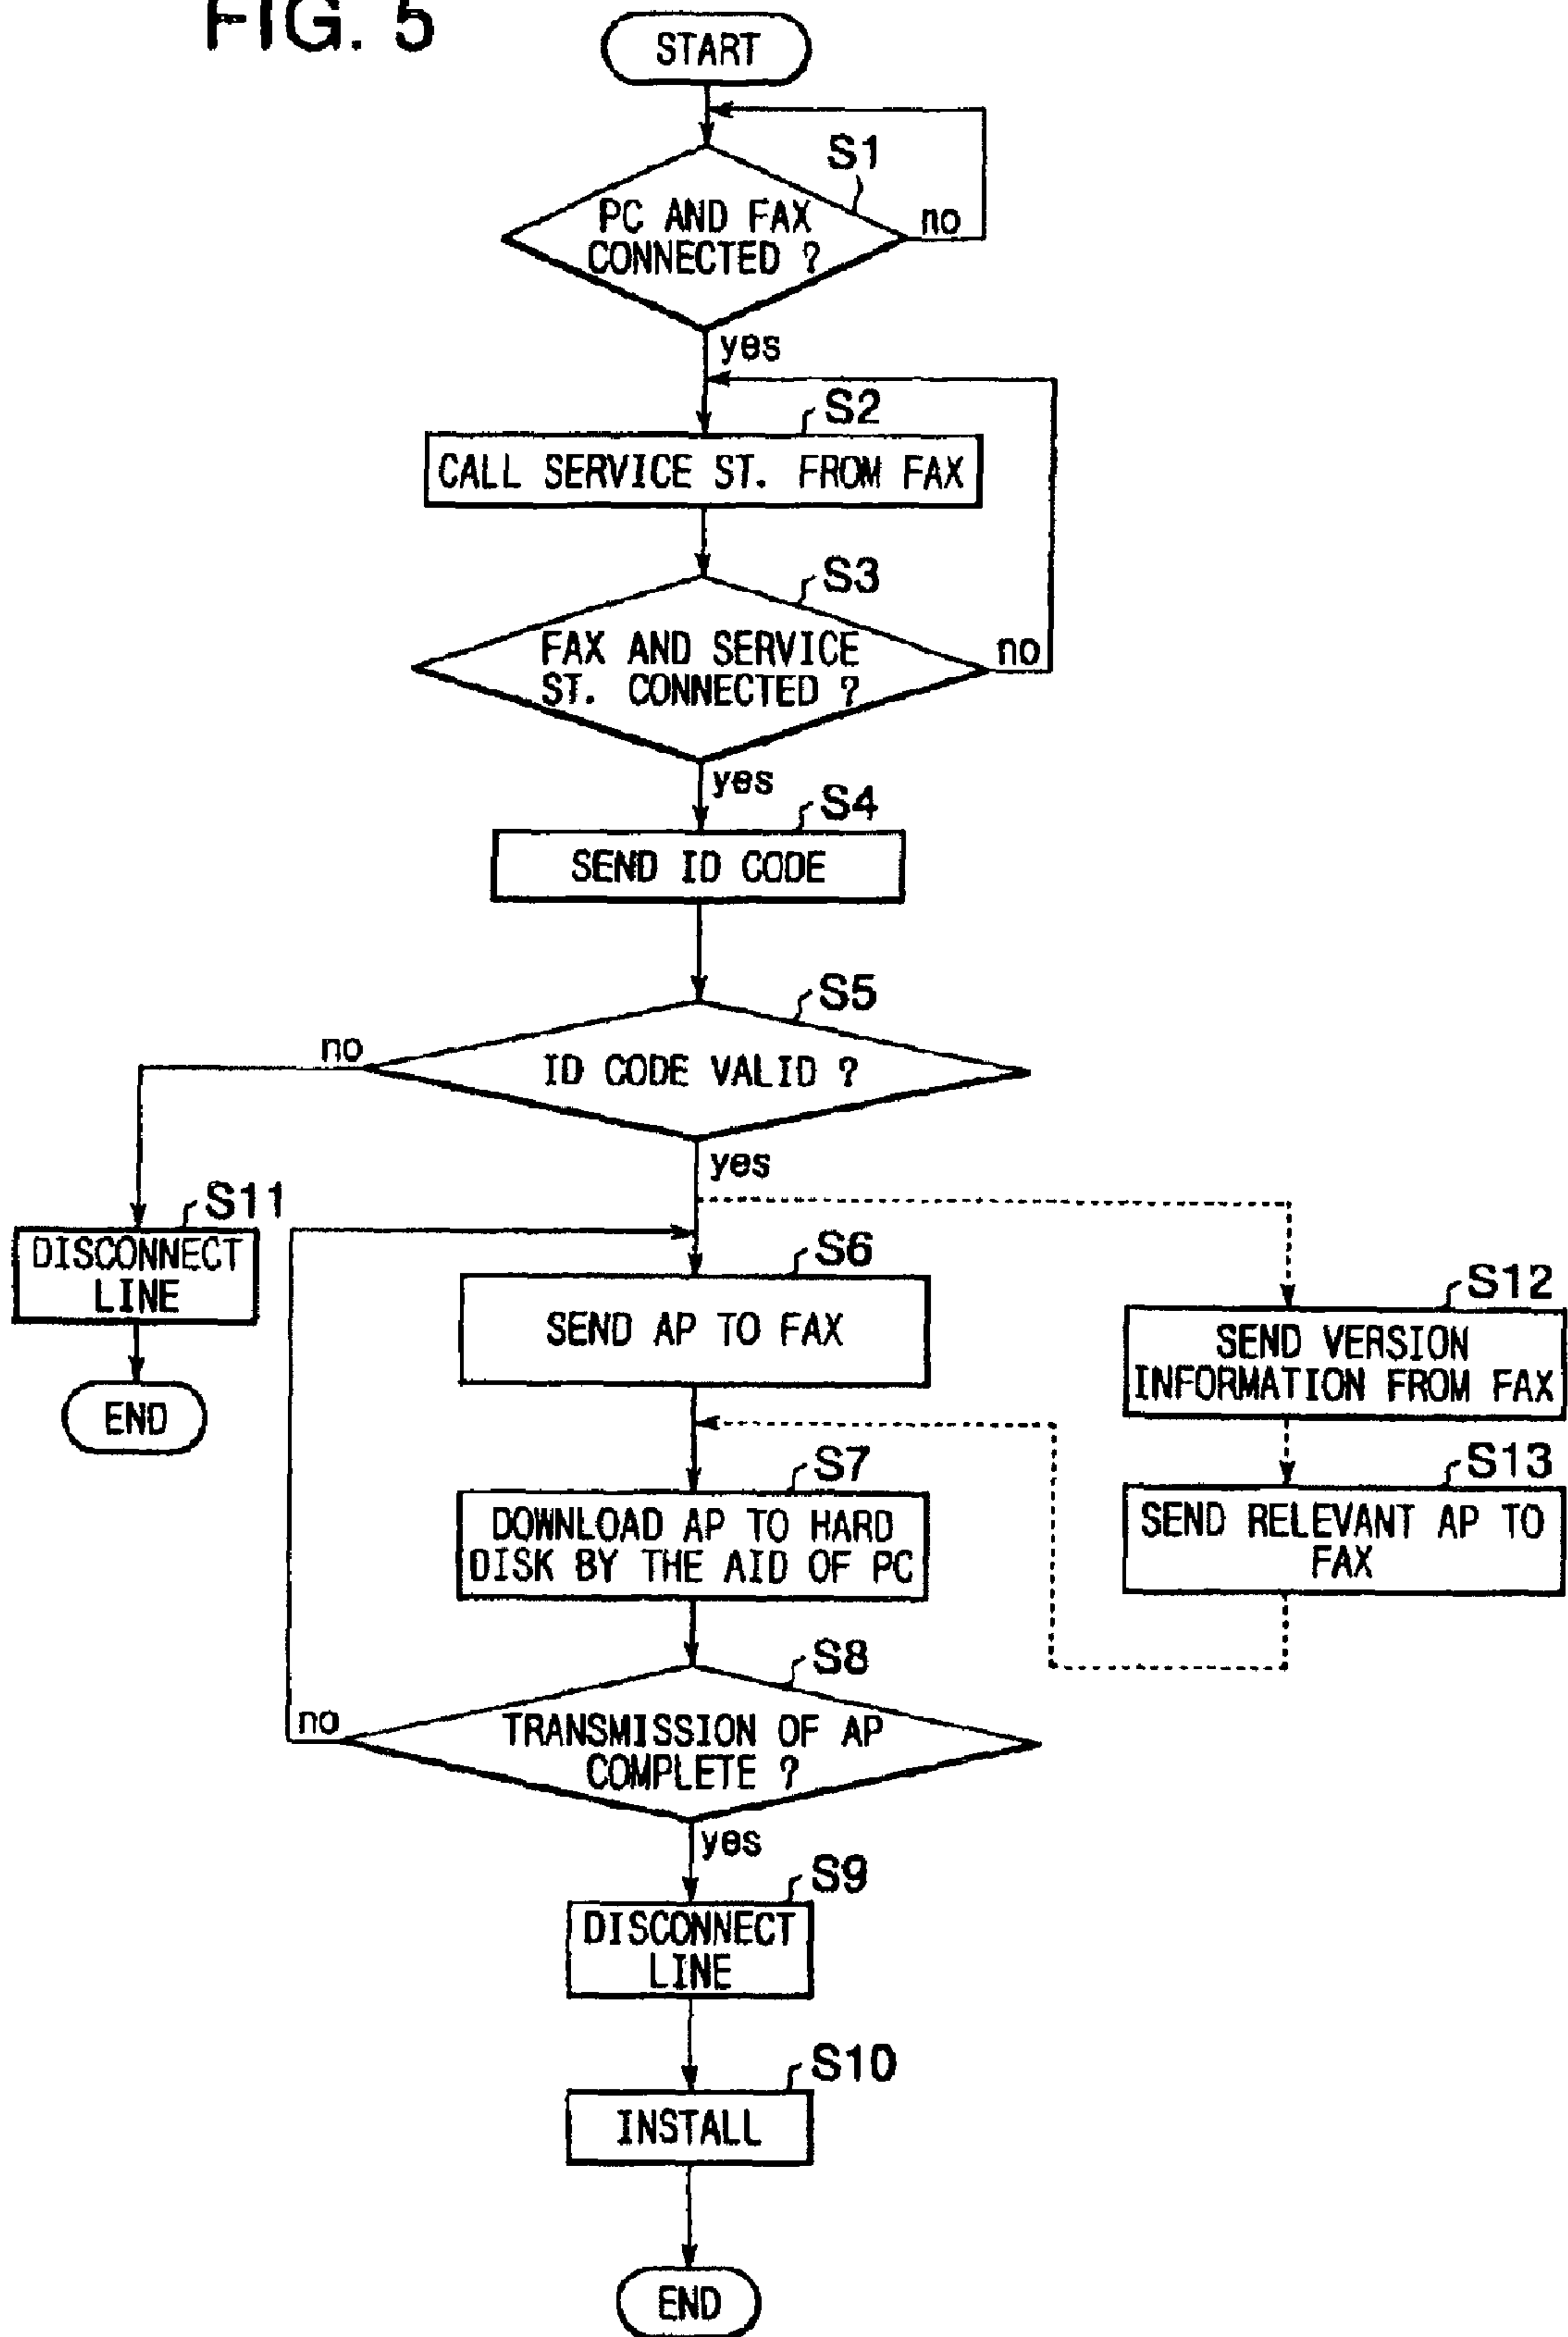 FIG. 5
START
S1
PC AND FAX
CONNECTED ?
no
yes
S2
CALL SERVICE ST. FROM FAX
S3
FAX AND SERVICE
ST. CONNECTED ?
no
yes
S4
SEND ID CODE
S5
ID CODE VALID ?
no
yes
S11
DISCONNECT
LINE
END
S6
SEND AP TO FAX
S12
SEND VERSION
INFORMATION FROM FAX
S7
DOWNLOAD AP TO HARD
DISK BY THE AID OF PC
S13
SEND RELEVANT AP TO
FAX
S8
TRANSMISSION OF AP
COMPLETE ?
no
yes
S9
DISCONNECT
LINE
S10
INSTALL
END